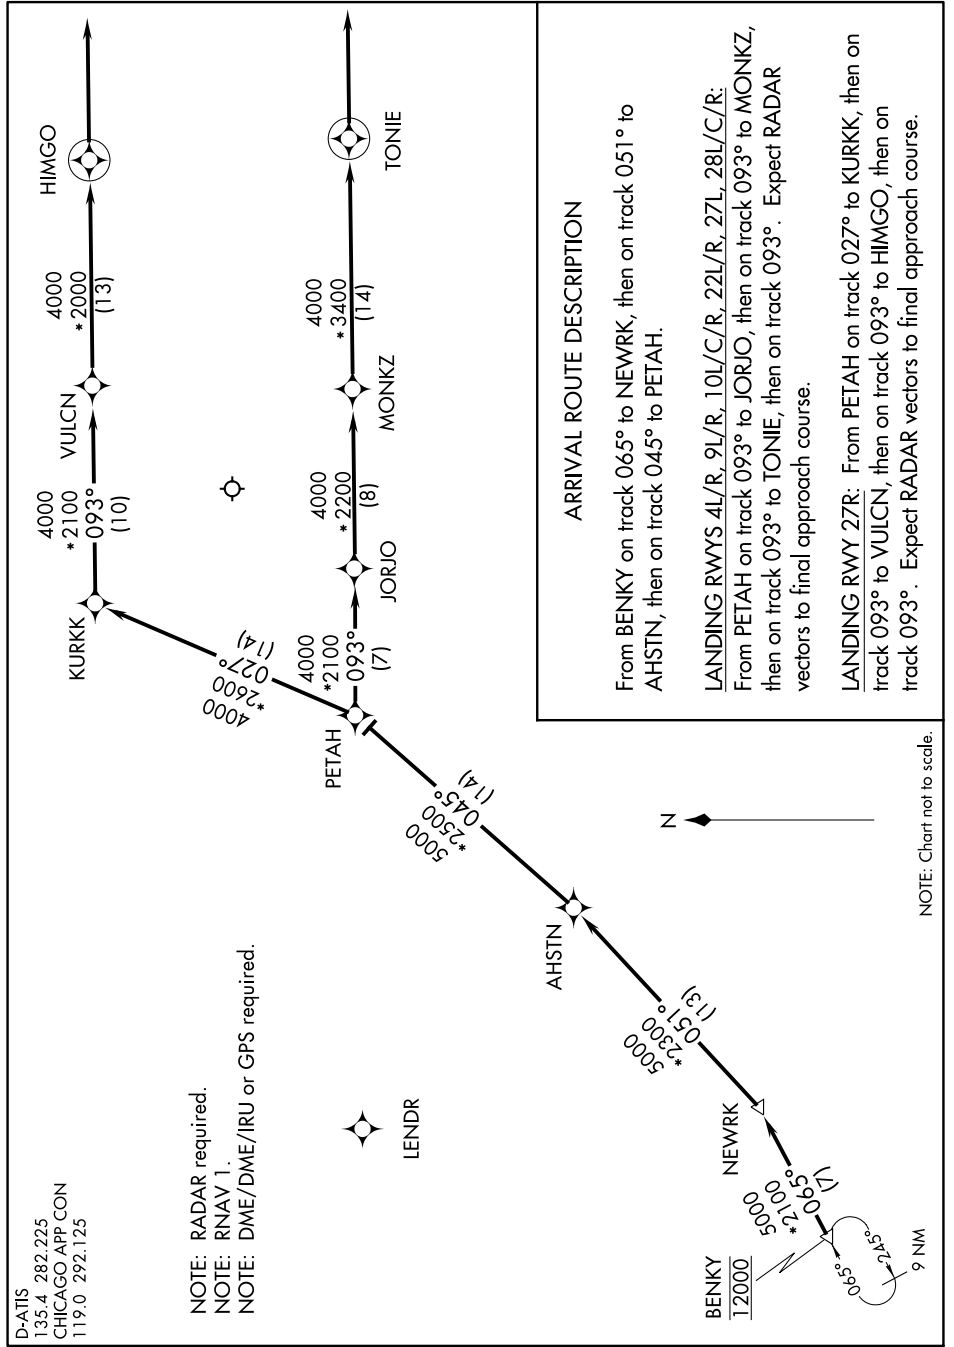 D-ATIS
135.4 282.225
CHICAGO APP CON
119.0 292.125
NOTE: RADAR required.
NOTE: RNAV 1.
NOTE: DME/DME/IRU or GPS required.
LENDR
BENKY
12000
065°
245°
9 NM
5000
*2100
065°
(7)
NEWRK
5000
*2300
051°
(13)
AHSTN
5000
*2500
045°
(14)
PETAH
4000
*2600
027°
(14)
KURKK
4000
*2100
093°
(10)
VULCN
4000
*2000
(13)
HIMGO
4000
*2100
093°
(7)
JORJO
4000
*2200
(8)
MONKZ
4000
*3400
(14)
TONIE
N
NOTE: Chart not to scale.
ARRIVAL ROUTE DESCRIPTION
From BENKY on track 065° to NEWRK, then on track 051° to
AHSTN, then on track 045° to PETAH.
LANDING RWYS 4L/R, 9L/R, 10L/C/R, 22L/R, 27L, 28L/C/R:
From PETAH on track 093° to JORJO, then on track 093° to MONKZ,
then on track 093° to TONIE, then on track 093°. Expect RADAR
vectors to final approach course.
LANDING RWY 27R: From PETAH on track 027° to KURKK, then on
track 093° to VULCN, then on track 093° to HIMGO, then on
track 093°. Expect RADAR vectors to final approach course.